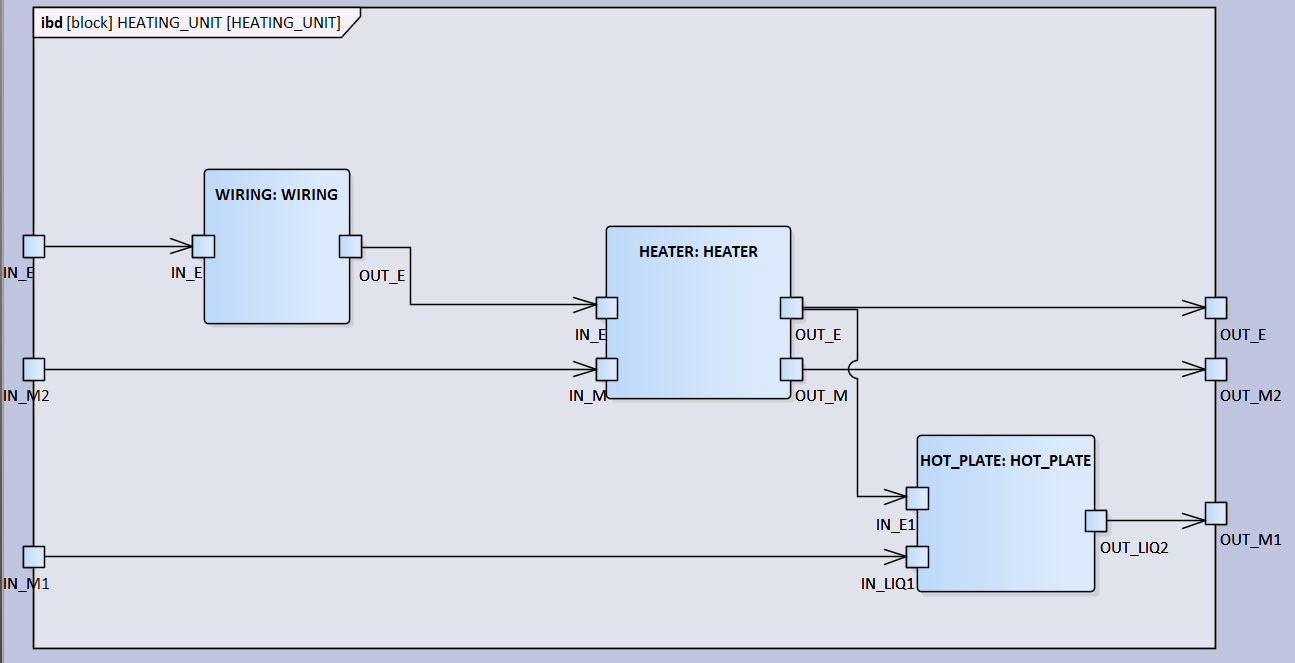 ibd [block] HEATING_UNIT [HEATING_UNIT]
WIRING: WIRING
IN_E
IN_E
OUT_E
HEATER: HEATER
IN_E
OUT_E
OUT_E
IN_M2
IN_M
OUT_M
OUT_M2
HOT_PLATE: HOT_PLATE
IN_E1
OUT_M1
OUT_LIQ2
IN_M1
IN_LIQ1